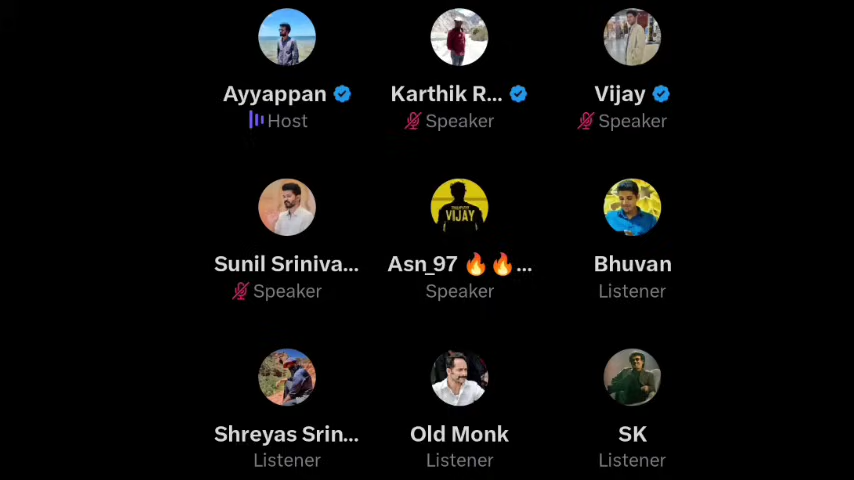 Ayyappan Karthik R... Vijay
Host Speaker Speaker
VIJAY
Sunil Sriniva... Asn_97 🔥🔥... Bhuvan
Speaker Speaker Listener
Shreyas Srin... Old Monk SK
Listener Listener Listener